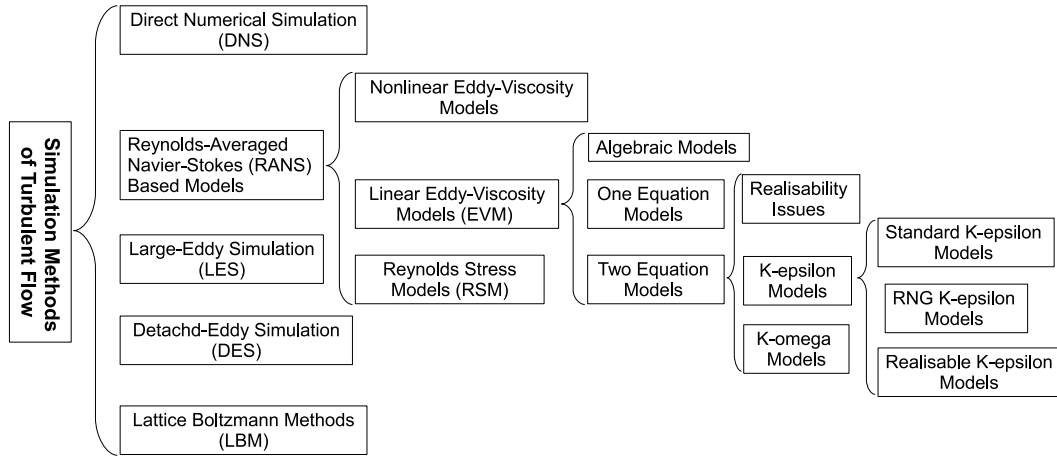 Simulation Methods
of Turbulent Flow
Direct Numerical Simulation
(DNS)
Reynolds-Averaged
Navier-Stokes (RANS)
Based Models
Large-Eddy Simulation
(LES)
Detachd-Eddy Simulation
(DES)
Lattice Boltzmann Methods
(LBM)
Nonlinear Eddy-Viscosity
Models
Linear Eddy-Viscosity
Models (EVM)
Reynolds Stress
Models (RSM)
Algebraic Models
One Equation
Models
Two Equation
Models
Realisability
Issues
K-epsilon
Models
K-omega
Models
Standard K-epsilon
Models
RNG K-epsilon
Models
Realisable K-epsilon
Models